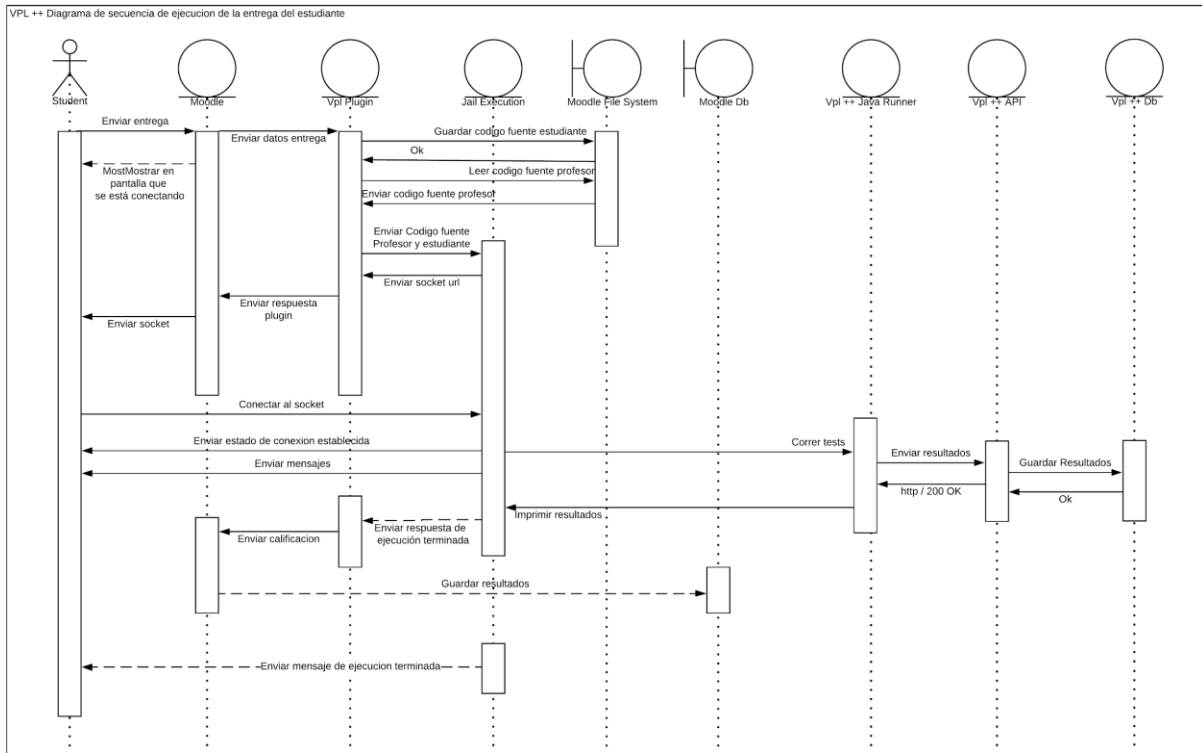 VPL ++ Diagrama de secuencia de ejecucion de la entrega del estudiante
Student
Moodle
Vpl Plugin
Jail Execution
Moodle File System
Moodle Db
Vpl ++ Java Runner
Vpl ++ API
Vpl ++ Db
Enviar entrega
Enviar datos entrega
Guardar codigo fuente estudiante
Ok
MostMostrar en
pantalla que
se está conectando
Leer codigo fuente profesor
Enviar codigo fuente profesor
Enviar Codigo fuente
Profesor y estudiante
Enviar socket url
Enviar respuesta
plugin
Enviar socket
Conectar al socket
Enviar estado de conexion establecida
Correr tests
Enviar resultados
Guardar Resultados
Enviar mensajes
http / 200 OK
Ok
Imprimir resultados
Enviar respuesta de
ejecución terminada
Enviar calificacion
Guardar resultados
Enviar mensaje de ejecucion terminada